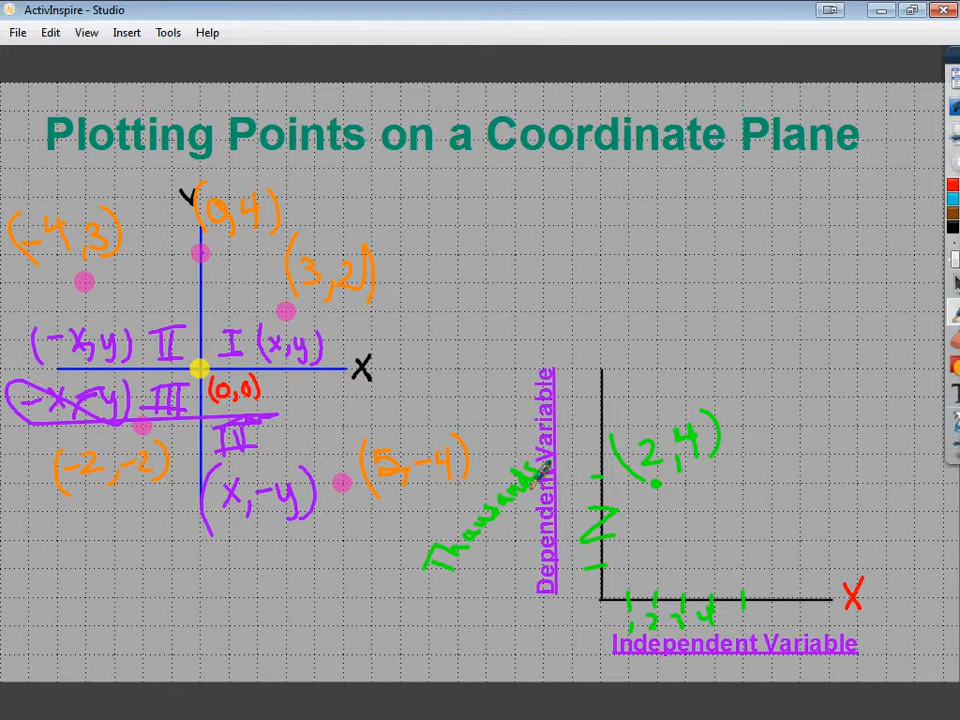 ActivInspire - Studio
File Edit View Insert Tools Help
Plotting Points on a Coordinate Plane
Y
(0,4)
(-4,3)
(3,2)
(-x,y) II I (x,y)
X
(0,0)
III
(-2,-2)
(5,-4)
(x,-y)
Thousands
Dependent Variable
(2,4)
1 2 3 4
X
Independent Variable